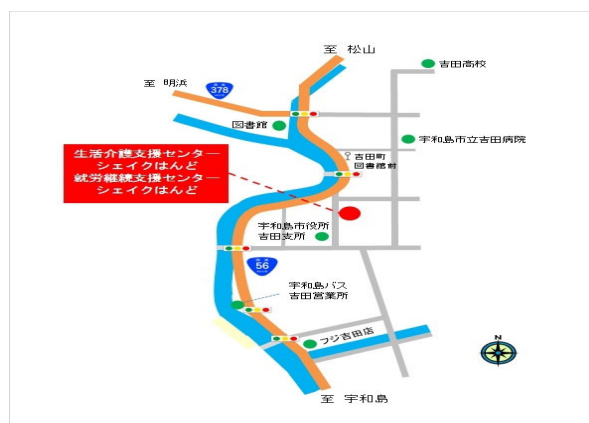 至 松山
吉田高校
至 明浜
378
図書館
宇和島市立吉田病院
吉田町
図書館前
生活介護支援センター
シェイクはんど
就労継続支援センター
シェイクはんど
宇和島市役所
吉田支所
56
宇和島バス
吉田営業所
フジ吉田店
N
至 宇和島